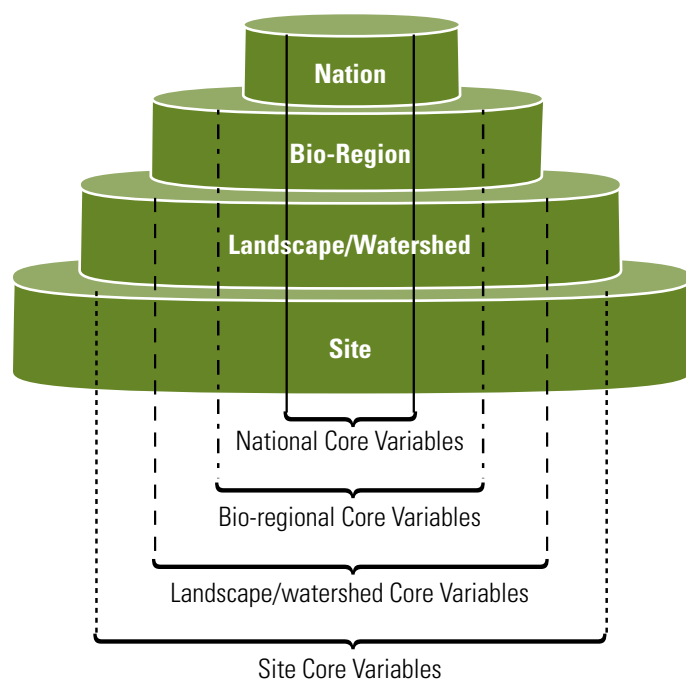 Nation
Bio-Region
Landscape/Watershed
Site
National Core Variables
Bio-regional Core Variables
Landscape/watershed Core Variables
Site Core Variables